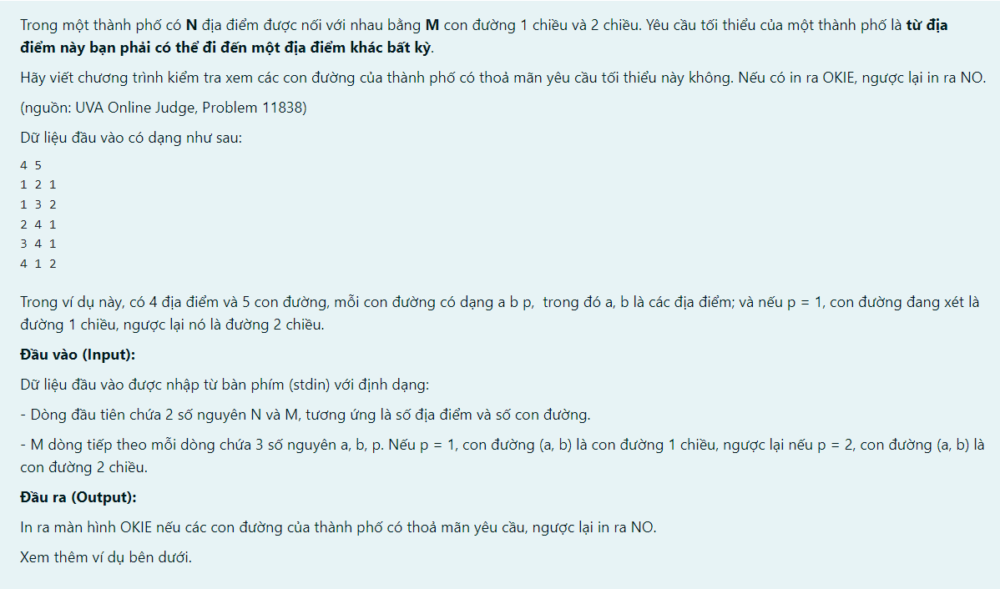 Trong một thành phố có N địa điểm được nối với nhau bằng M con đường 1 chiều và 2 chiều. Yêu cầu tối thiểu của một thành phố là từ địa
điểm này bạn phải có thể đi đến một địa điểm khác bất kỳ.
Hãy viết chương trình kiểm tra xem các con đường của thành phố có thoả mãn yêu cầu tối thiểu này không. Nếu có in ra OKIE, ngược lại in ra NO.
(nguồn: UVA Online Judge, Problem 11838)
Dữ liệu đầu vào có dạng như sau:
4 5
1 2 1
1 3 2
2 4 1
3 4 1
4 1 2
Trong ví dụ này, có 4 địa điểm và 5 con đường, mỗi con đường có dạng a b p, trong đó a, b là các địa điểm; và nếu p = 1, con đường đang xét là
đường 1 chiều, ngược lại nó là đường 2 chiều.
Đầu vào (Input):
Dữ liệu đầu vào được nhập từ bàn phím (stdin) với định dạng:
- Dòng đầu tiên chứa 2 số nguyên N và M, tương ứng là số địa điểm và số con đường.
- M dòng tiếp theo mỗi dòng chứa 3 số nguyên a, b, p. Nếu p = 1, con đường (a, b) là con đường 1 chiều, ngược lại nếu p = 2, con đường (a, b) là
con đường 2 chiều.
Đầu ra (Output):
In ra màn hình OKIE nếu các con đường của thành phố có thoả mãn yêu cầu, ngược lại in ra NO.
Xem thêm ví dụ bên dưới.